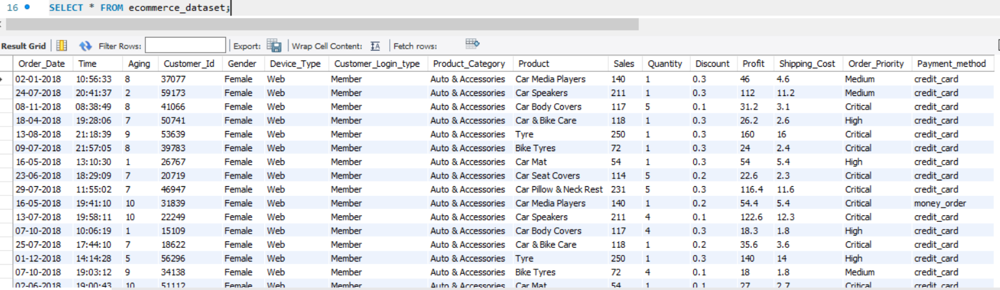 16 SELECT * FROM ecommerce_dataset;
Result Grid Filter Rows: Export: Wrap Cell Content: IA Fetch rows:
Order_Date Time Aging Customer_Id Gender Device_Type Customer_Login_type Product_Category Product Sales Quantity Discount Profit Shipping_Cost Order_Priority Payment_method
02-01-2018 10:56:33 8 37077 Female Web Member Auto & Accessories Car Media Players 140 1 0.3 46 4.6 Medium credit_card
24-07-2018 20:41:37 2 59173 Female Web Member Auto & Accessories Car Speakers 211 1 0.3 112 11.2 Medium credit_card
08-11-2018 08:38:49 8 41066 Female Web Member Auto & Accessories Car Body Covers 117 5 0.1 31.2 3.1 Critical credit_card
18-04-2018 19:28:06 7 50741 Female Web Member Auto & Accessories Car & Bike Care 118 1 0.3 26.2 2.6 High credit_card
13-08-2018 21:18:39 9 53639 Female Web Member Auto & Accessories Tyre 250 1 0.3 160 16 Critical credit_card
09-07-2018 21:57:05 8 39783 Female Web Member Auto & Accessories Bike Tyres 72 1 0.3 24 2.4 Critical credit_card
16-05-2018 13:10:30 1 26767 Female Web Member Auto & Accessories Car Mat 54 1 0.3 54 5.4 High credit_card
23-06-2018 18:29:09 7 20719 Female Web Member Auto & Accessories Car Seat Covers 114 5 0.2 22.6 2.3 Critical credit_card
29-07-2018 11:55:02 7 46947 Female Web Member Auto & Accessories Car Pillow & Neck Rest 231 5 0.3 116.4 11.6 Critical credit_card
16-05-2018 19:41:10 10 31839 Female Web Member Auto & Accessories Car Media Players 140 1 0.2 54.4 5.4 Critical money_order
13-07-2018 19:58:11 10 22249 Female Web Member Auto & Accessories Car Speakers 211 4 0.1 122.6 12.3 Critical credit_card
07-10-2018 10:06:19 1 15109 Female Web Member Auto & Accessories Car Body Covers 117 4 0.3 18.3 1.8 High credit_card
25-07-2018 17:44:10 7 18622 Female Web Member Auto & Accessories Car & Bike Care 118 1 0.2 35.6 3.6 Critical credit_card
01-12-2018 14:14:28 5 56296 Female Web Member Auto & Accessories Tyre 250 1 0.3 140 14 High credit_card
07-10-2018 19:03:12 9 34138 Female Web Member Auto & Accessories Bike Tyres 72 4 0.1 18 1.8 Medium credit_card
02-06-2018 19:00:43 10 51112 Female Web Member Auto & Accessories Car Mat 54 1 0.1 27 2.7 Critical credit_card